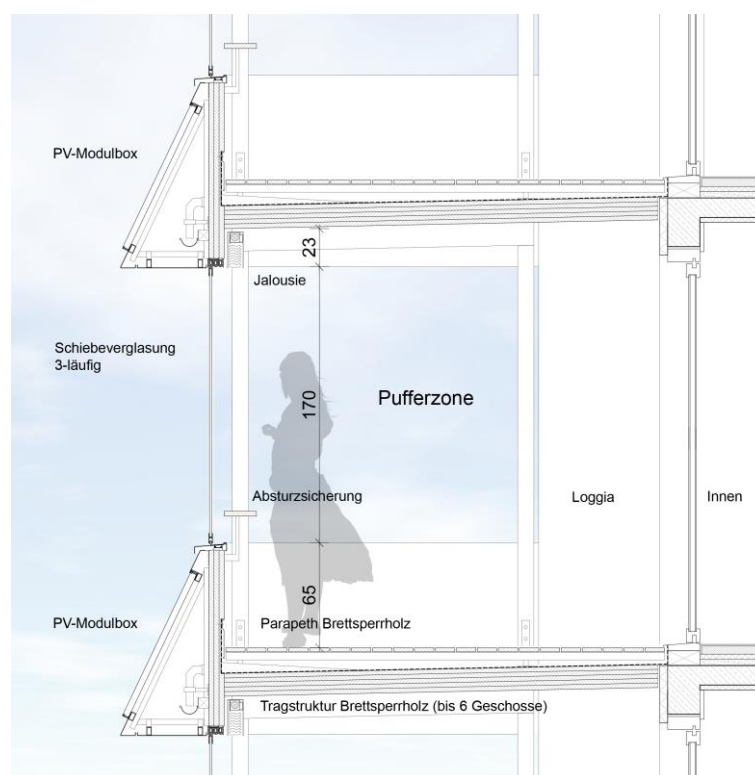 PV-Modulbox
23
Jalousie
Schiebeverglasung
3-läufig
170
Pufferzone
Absturzsicherung
Loggia
Innen
65
PV-Modulbox
Parapeth Brettsperrholz
Tragstruktur Brettsperrholz (bis 6 Geschosse)